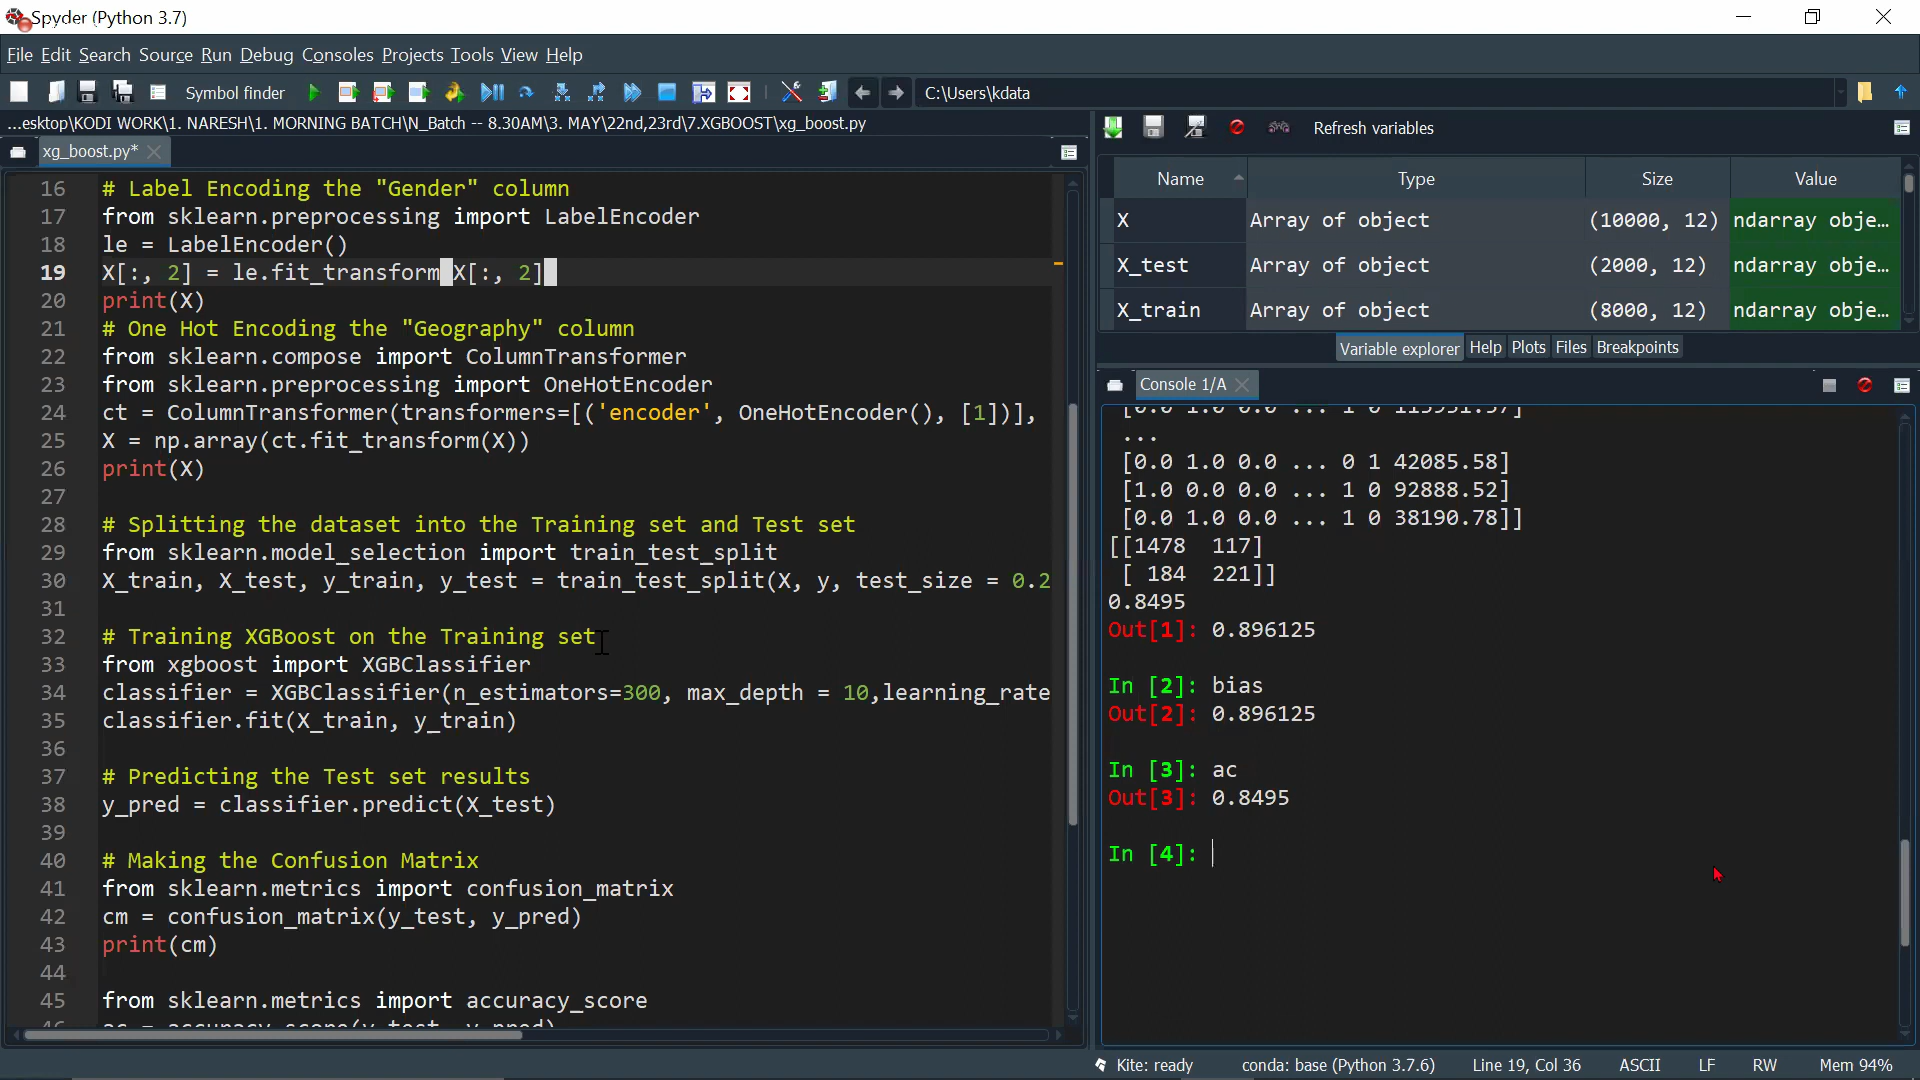 Spyder (Python 3.7)
File Edit Search Source Run Debug Consoles Projects Tools View Help
Symbol finder
C:\Users\kdata
...esktop\KODI WORK\1. NARESH\1. MORNING BATCH\N_Batch -- 8.30AM\3. MAY\22nd,23rd\7.XGBOOST\xg_boost.py
xg_boost.py*
16 # Label Encoding the "Gender" column
17 from sklearn.preprocessing import LabelEncoder
18 le = LabelEncoder()
19 X[:, 2] = le.fit_transform(X[:, 2])
20 print(X)
21 # One Hot Encoding the "Geography" column
22 from sklearn.compose import ColumnTransformer
23 from sklearn.preprocessing import OneHotEncoder
24 ct = ColumnTransformer(transformers=[('encoder', OneHotEncoder(), [1])],
25 X = np.array(ct.fit_transform(X))
26 print(X)
27
28 # Splitting the dataset into the Training set and Test set
29 from sklearn.model_selection import train_test_split
30 X_train, X_test, y_train, y_test = train_test_split(X, y, test_size = 0.2
31
32 # Training XGBoost on the Training set
33 from xgboost import XGBClassifier
34 classifier = XGBClassifier(n_estimators=300, max_depth = 10,learning_rate
35 classifier.fit(X_train, y_train)
36
37 # Predicting the Test set results
38 y_pred = classifier.predict(X_test)
39
40 # Making the Confusion Matrix
41 from sklearn.metrics import confusion_matrix
42 cm = confusion_matrix(y_test, y_pred)
43 print(cm)
44
45 from sklearn.metrics import accuracy_score
Refresh variables
Name Type Size Value
X Array of object (10000, 12) ndarray obje...
X_test Array of object (2000, 12) ndarray obje...
X_train Array of object (8000, 12) ndarray obje...
Variable explorer Help Plots Files Breakpoints
Console 1/A
...
[0.0 1.0 0.0 ... 0 1 42085.58]
[1.0 0.0 0.0 ... 1 0 92888.52]
[0.0 1.0 0.0 ... 1 0 38190.78]]
[[1478 117]
[ 184 221]]
0.8495
Out[1]: 0.896125
In [2]: bias
Out[2]: 0.896125
In [3]: ac
Out[3]: 0.8495
In [4]:
Kite: ready conda: base (Python 3.7.6) Line 19, Col 36 ASCII LF RW Mem 94%